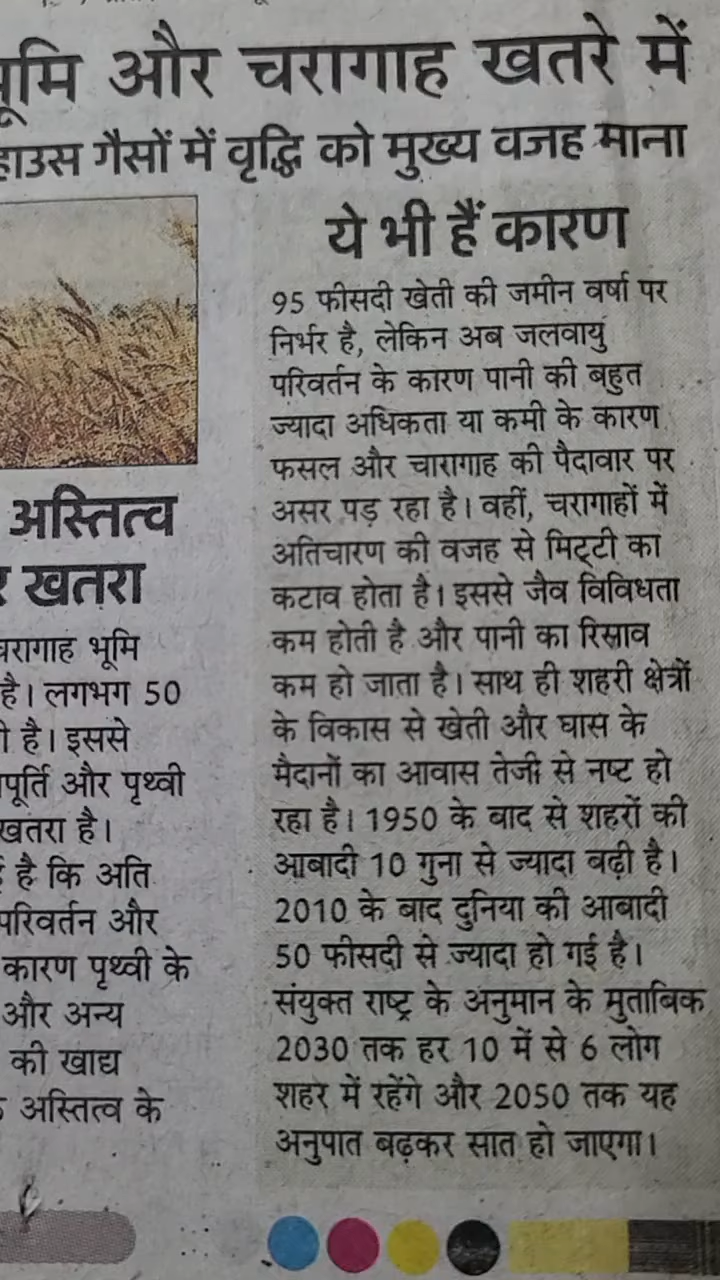 भूमि और चरागाह खतरे में
हाउस गैसों में वृद्धि को मुख्य वजह माना
अस्तित्व
खतरा
चरागाह भूमि
है। लगभग 50
है। इससे
और पृथ्वी
खतरा है।
है कि अति
परिवर्तन और
कारण पृथ्वी के
और अन्य
की खाद्य
अस्तित्व के
ये भी हैं कारण
95 फीसदी खेती की जमीन वर्षा पर
निर्भर है, लेकिन अब जलवायु
परिवर्तन के कारण पानी की बहुत
ज्यादा अधिकता या कमी के कारण
फसल और चारागाह की पैदावार पर
असर पड़ रहा है। वहीं, चरागाहों में
अतिचारण की वजह से मिट्टी का
कटाव होता है। इससे जैव विविधता
कम होती है और पानी का रिसाव
कम हो जाता है। साथ ही शहरी क्षेत्रों
के विकास से खेती और घास के
मैदानों का आवास तेजी से नष्ट हो
रहा है। 1950 के बाद से शहरों की
आबादी 10 गुना से ज्यादा बढ़ी है।
2010 के बाद दुनिया की आबादी
50 फीसदी से ज्यादा हो गई है।
संयुक्त राष्ट्र के अनुमान के मुताबिक
2030 तक हर 10 में से 6 लोग
शहर में रहेंगे और 2050 तक यह
अनुपात बढ़कर सात हो जाएगा।